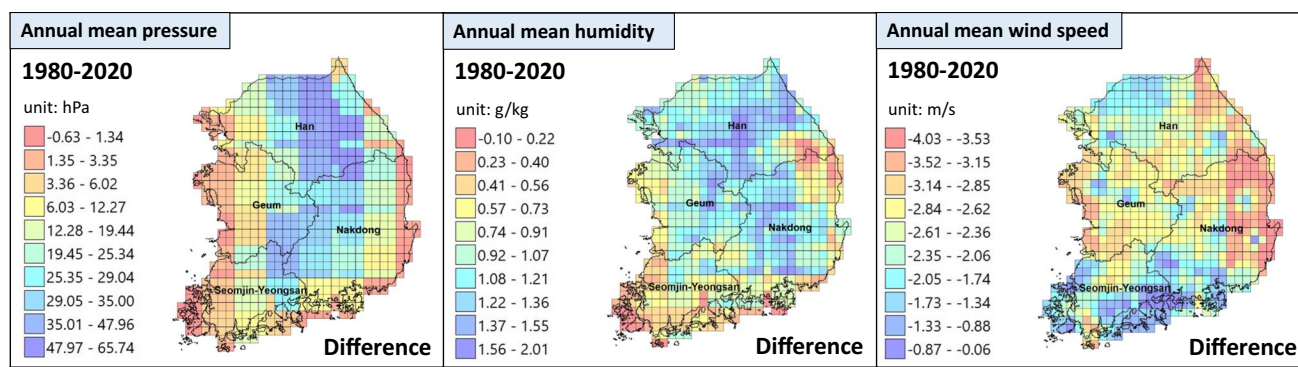 Annual mean pressure
1980-2020
unit: hPa
-0.63 - 1.34
1.35 - 3.35
3.36 - 6.02
6.03 - 12.27
12.28 - 19.44
19.45 - 25.34
25.35 - 29.04
29.05 - 35.00
35.01 - 47.96
47.97 - 65.74
Han
Geum
Nakdong
Seomjin-Yeongsan
Difference
Annual mean humidity
1980-2020
unit: g/kg
-0.10 - 0.22
0.23 - 0.40
0.41 - 0.56
0.57 - 0.73
0.74 - 0.91
0.92 - 1.07
1.08 - 1.21
1.22 - 1.36
1.37 - 1.55
1.56 - 2.01
Han
Geum
Nakdong
Seomjin-Yeongsan
Difference
Annual mean wind speed
1980-2020
unit: m/s
-4.03 - -3.53
-3.52 - -3.15
-3.14 - -2.85
-2.84 - -2.62
-2.61 - -2.36
-2.35 - -2.06
-2.05 - -1.74
-1.73 - -1.34
-1.33 - -0.88
-0.87 - -0.06
Han
Geum
Nakdong
Seomjin-Yeongsan
Difference